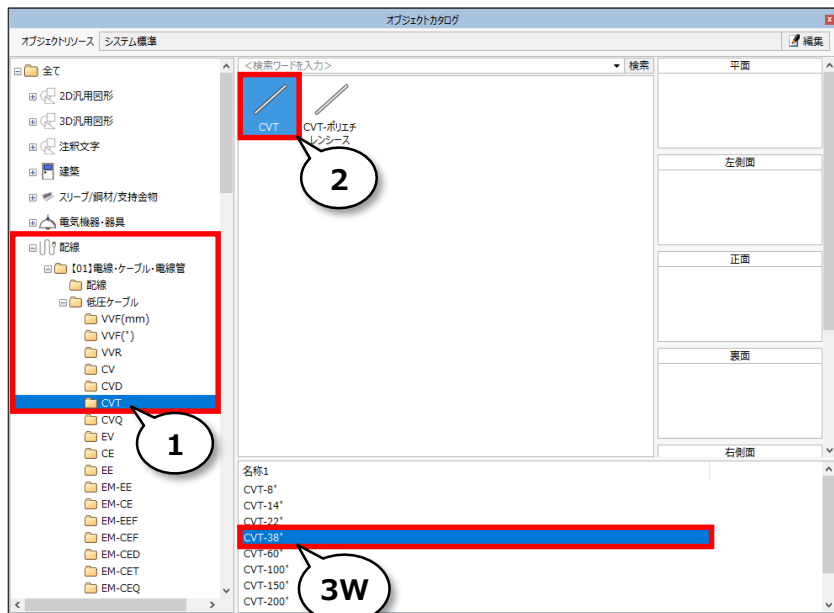 オブジェクトカタログ
オブジェクトリソース システム標準
編集
全て
2D汎用図形
3D汎用図形
注釈文字
建築
スリーブ/鋼材/支持金物
電気機器・器具
配線
【01】電線・ケーブル・電線管
配線
低圧ケーブル
VVF(mm)
VVF(゜)
VVR
CV
CVD
CVT
CVQ
EV
CE
EE
EM-EE
EM-CE
EM-EEF
EM-CEF
EM-CED
EM-CET
EM-CEQ
1
<検索ワードを入力>
検索
CVT
CVT-ポリエチ
レンシース
2
名称1
CVT-8゜
CVT-14゜
CVT-22゜
CVT-38゜
CVT-60゜
CVT-100゜
CVT-150゜
CVT-200゜
3W
平面
左側面
正面
裏面
右側面